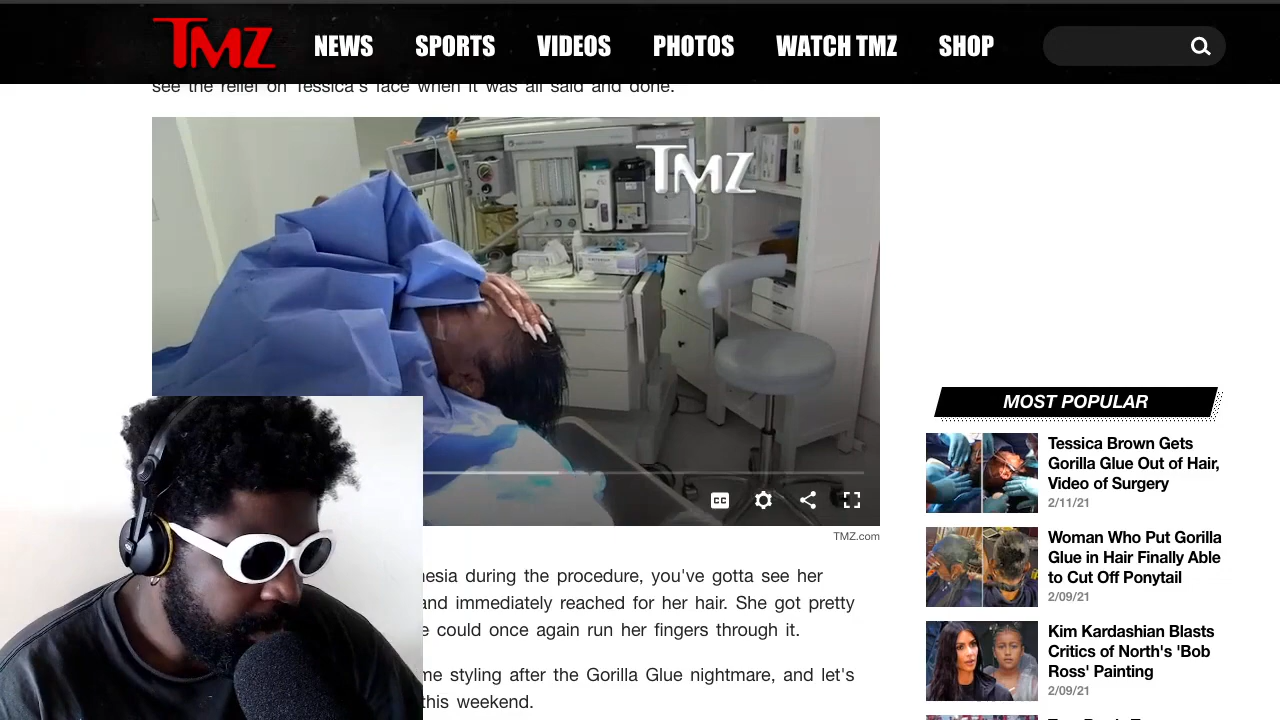 TMZ
NEWS
SPORTS
VIDEOS
PHOTOS
WATCH TMZ
SHOP
see the relief on Tessica's face when it was all said and done.
TMZ
CC
TMZ.com
nesia during the procedure, you've gotta see her
and immediately reached for her hair. She got pretty
e could once again run her fingers through it.
me styling after the Gorilla Glue nightmare, and let's
this weekend.
MOST POPULAR
Tessica Brown Gets
Gorilla Glue Out of Hair,
Video of Surgery
2/11/21
Woman Who Put Gorilla
Glue in Hair Finally Able
to Cut Off Ponytail
2/09/21
Kim Kardashian Blasts
Critics of North's 'Bob
Ross' Painting
2/09/21